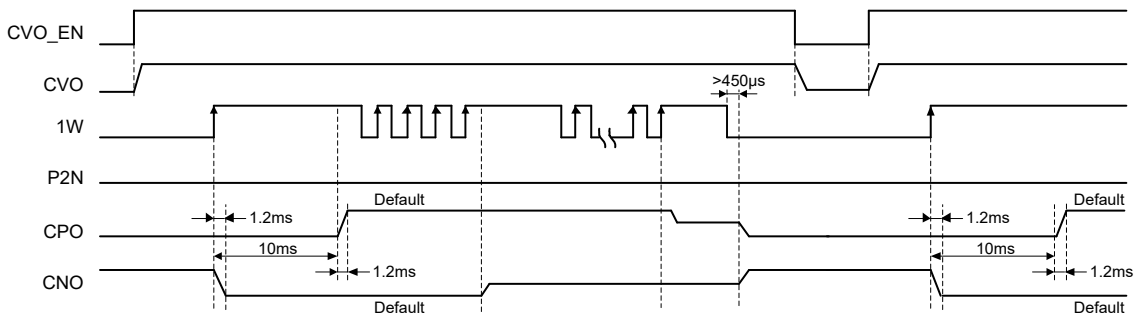 CVO_EN
CVO
>450µs
1W
P2N
Default
Default
1.2ms
1.2ms
CPO
10ms
10ms
1.2ms
1.2ms
CNO
Default
Default